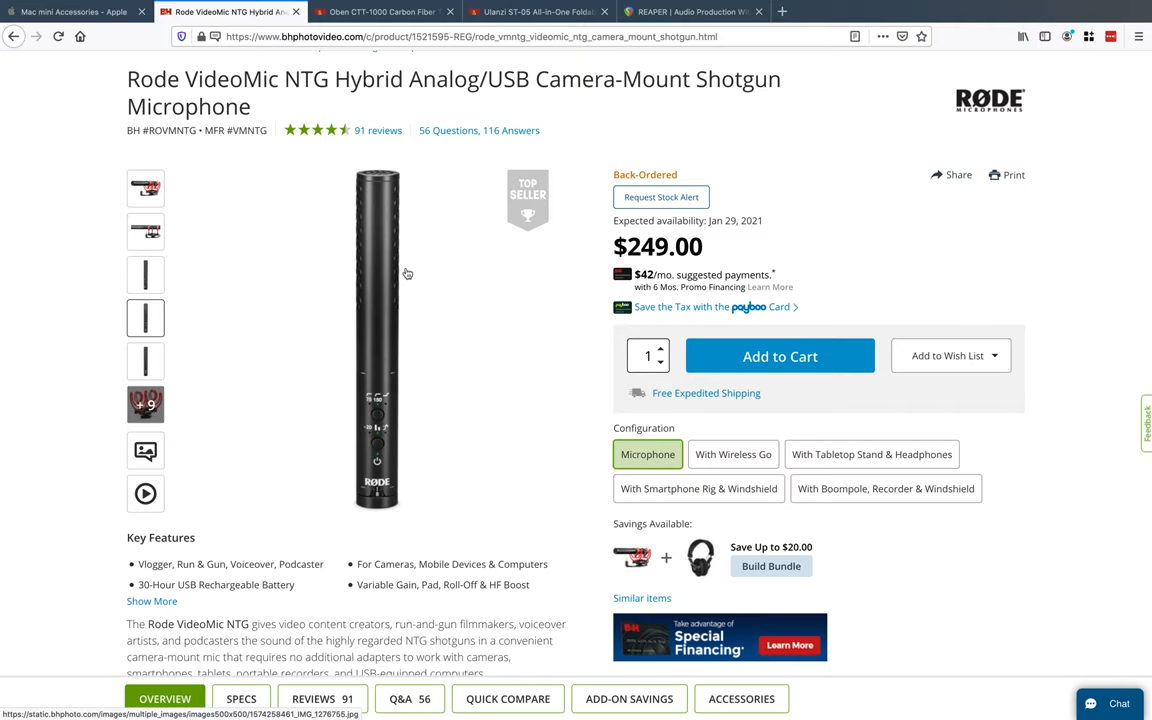 Mac mini Accessories - Apple
Rode VideoMic NTG Hybrid An
Oben CTT-1000 Carbon Fiber T
Ulanzi ST-05 All-in-One Foldab
REAPER | Audio Production Wi
https://www.bhphotovideo.com/c/product/1521595-REG/rode_vmntg_videomic_ntg_camera_mount_shotgun.html
Rode VideoMic NTG Hybrid Analog/USB Camera-Mount Shotgun
Microphone
RØDE
MICROPHONES
BH #ROVMNTG • MFR #VMNTG
91 reviews
56 Questions, 116 Answers
TOP
SELLER
RØDE
+ 9
Back-Ordered
Share
Print
Request Stock Alert
Expected availability: Jan 29, 2021
$249.00
$42/mo. suggested payments.*
with 6 Mos. Promo Financing Learn More
Save the Tax with the payboo Card >
1
Add to Cart
Add to Wish List
Free Expedited Shipping
Configuration
Microphone
With Wireless Go
With Tabletop Stand & Headphones
With Smartphone Rig & Windshield
With Boompole, Recorder & Windshield
Savings Available:
+
Save Up to $20.00
Build Bundle
Similar items
Take advantage of
Special
Financing
Learn More
Feedback
Key Features
• Vlogger, Run & Gun, Voiceover, Podcaster
• For Cameras, Mobile Devices & Computers
• 30-Hour USB Rechargeable Battery
• Variable Gain, Pad, Roll-Off & HF Boost
Show More
The Rode VideoMic NTG gives video content creators, run-and-gun filmmakers, voiceover
artists, and podcasters the sound of the highly regarded NTG shotguns in a convenient
camera-mount mic that requires no additional adapters to work with cameras,
smartphones, tablets, portable recorders, and USB-equipped computers.
OVERVIEW
SPECS
REVIEWS 91
Q&A 56
QUICK COMPARE
ADD-ON SAVINGS
ACCESSORIES
Chat
https://static.bhphoto.com/images/multiple_images/images500x500/1574258461_IMG_1276755.jpg